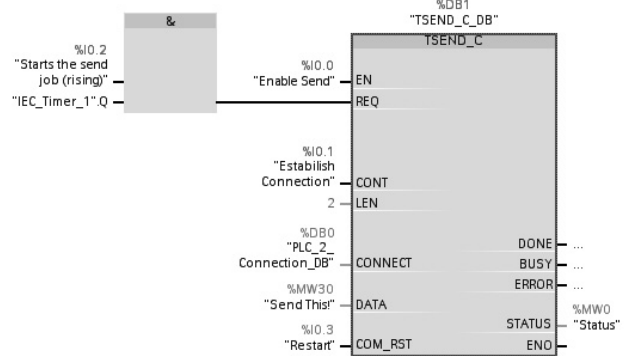 %DB1
"TSEND_C_DB"
&
TSEND_C
%I0.2
"Starts the send
job (rising)"
"IEC_Timer_1".Q
%I0.0
"Enable Send"
EN
REQ
%I0.1
"Estabilish
Connection"
CONT
2
LEN
%DB0
"PLC_2_
Connection_DB"
CONNECT
DONE
...
BUSY
...
%MW30
"Send This!"
DATA
ERROR
...
%MW0
"Status"
STATUS
%I0.3
"Restart"
COM_RST
ENO